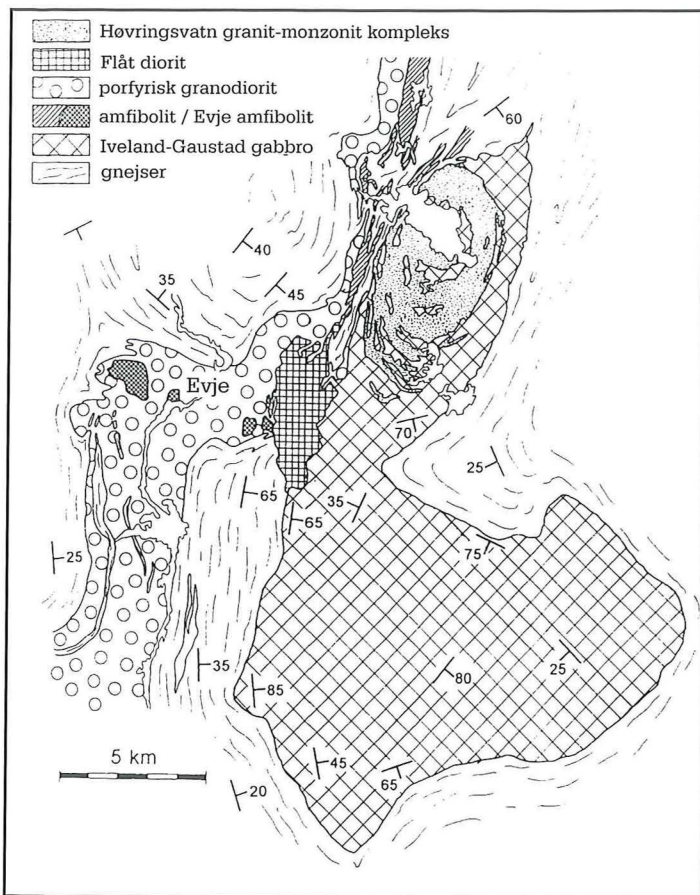 Høvringsvatn granit-monzonit kompleks
Flåt diorit
porfyrisk granodiorit
amfibolit / Evje amfibolit
Iveland-Gaustad gabbro
gnejser
60
40
35
45
Evje
70
25
65
35
65
75
25
35
85
80
25
45
65
20
5 km